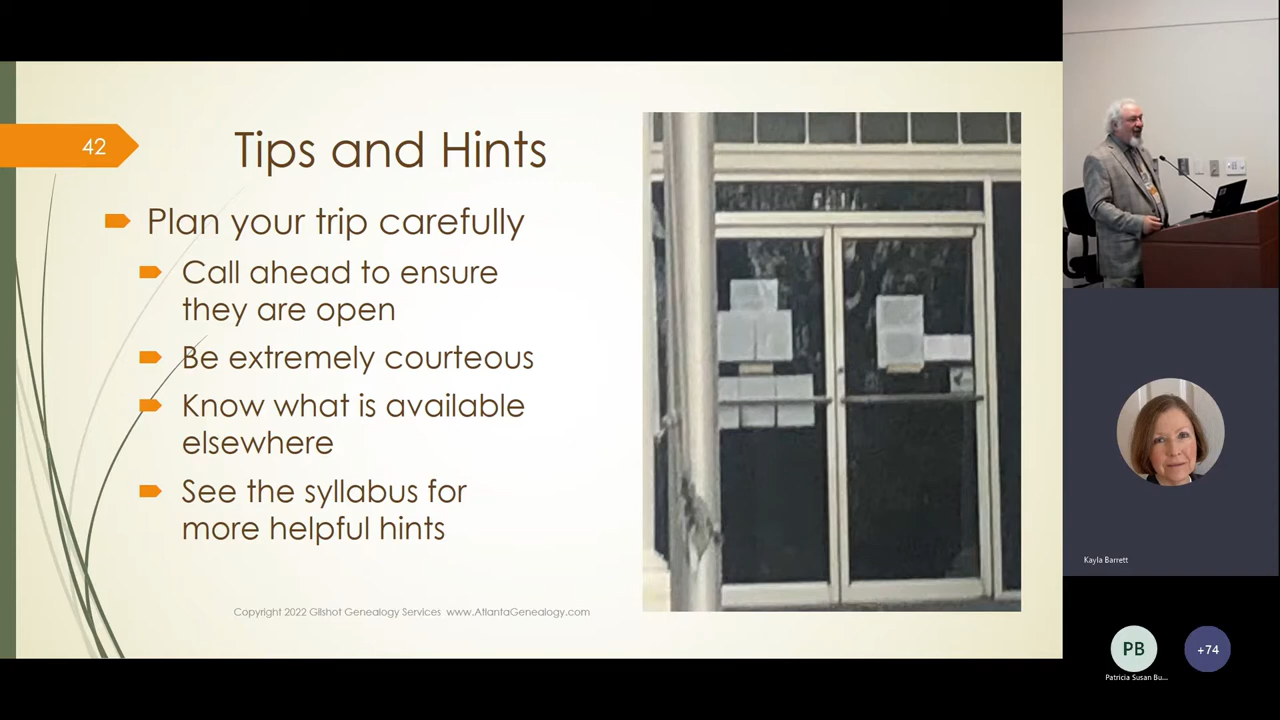 42
Tips and Hints
Plan your trip carefully
Call ahead to ensure
they are open
Be extremely courteous
Know what is available
elsewhere
See the syllabus for
more helpful hints
Copyright 2022 Gilshot Genealogy Services www.AtlantaGenealogy.com
Kayla Barrett
PB
+74
Patricia Susan Bu...